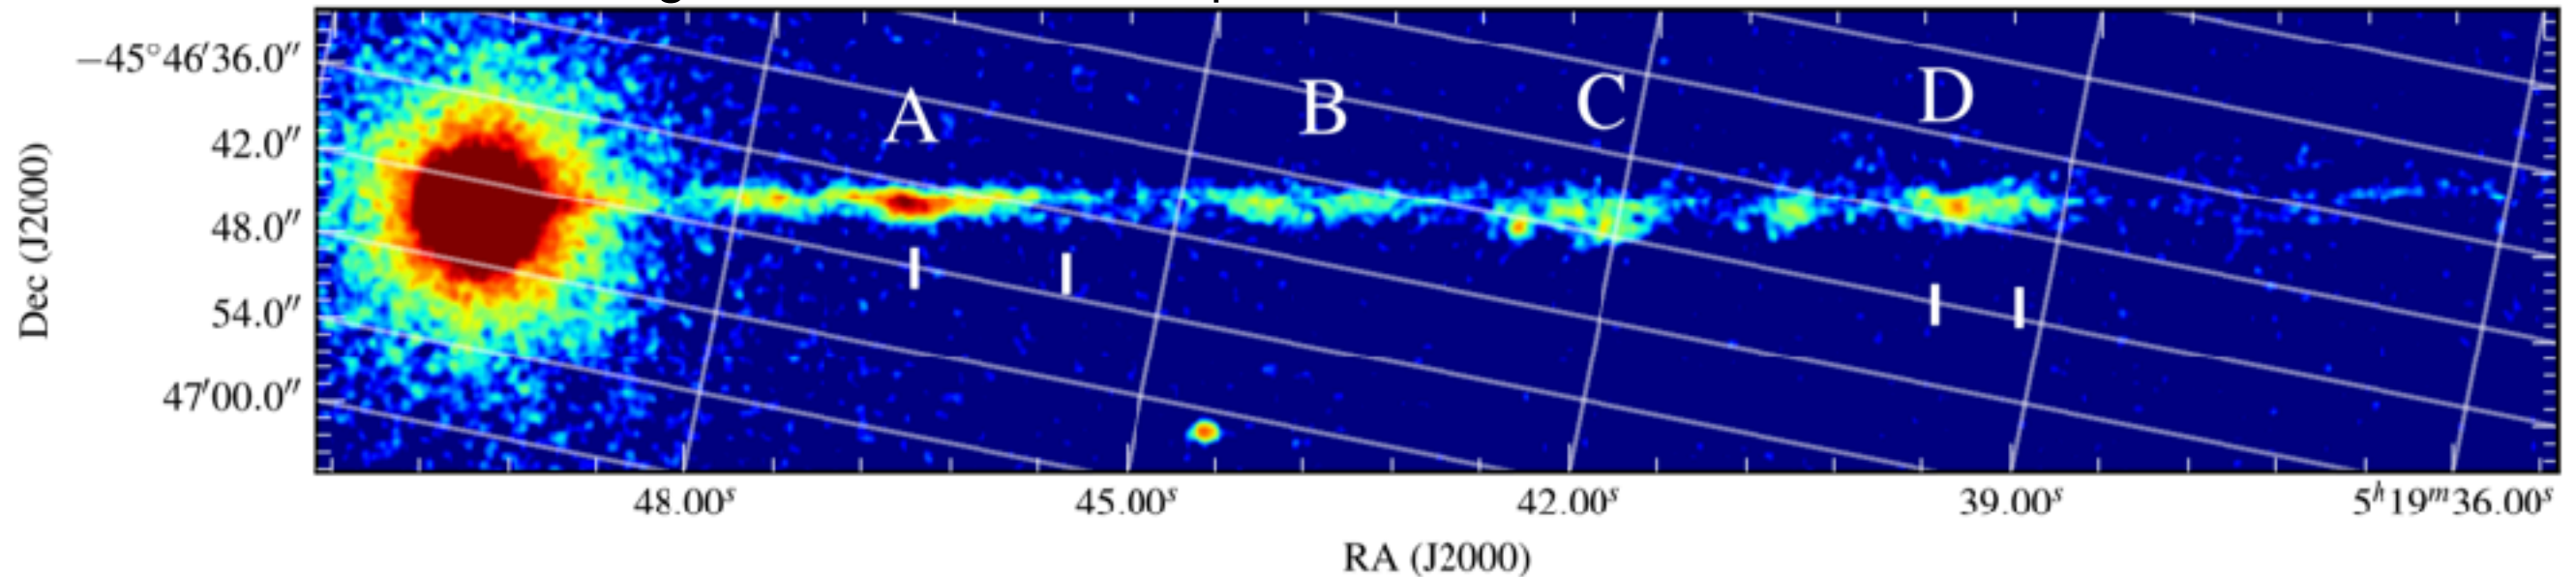 −45°46′36.0″
42.0″
48.0″
54.0″
47′00.0″
Dec (J2000)
A B C D
48.00ˢ 45.00ˢ 42.00ˢ 39.00ˢ 5ʰ19ᵐ36.00ˢ
RA (J2000)